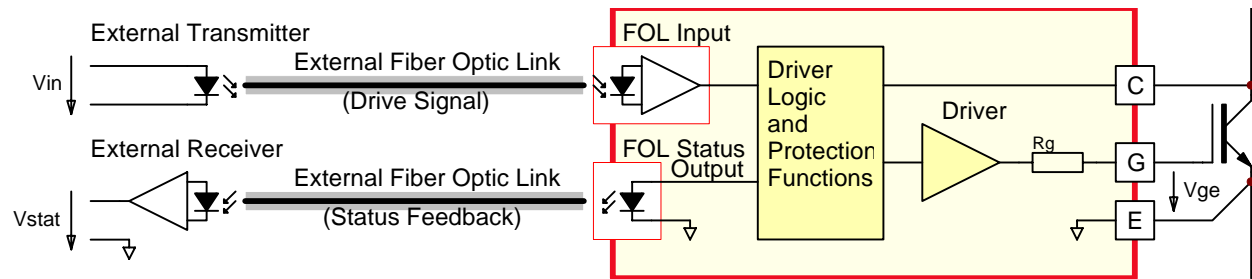 External Transmitter
Vin
External Fiber Optic Link
(Drive Signal)
FOL Input
Driver
Logic
and
Protection
Functions
Driver
Rg
C
G
E
Vge
External Receiver
Vstat
External Fiber Optic Link
(Status Feedback)
FOL Status
Output